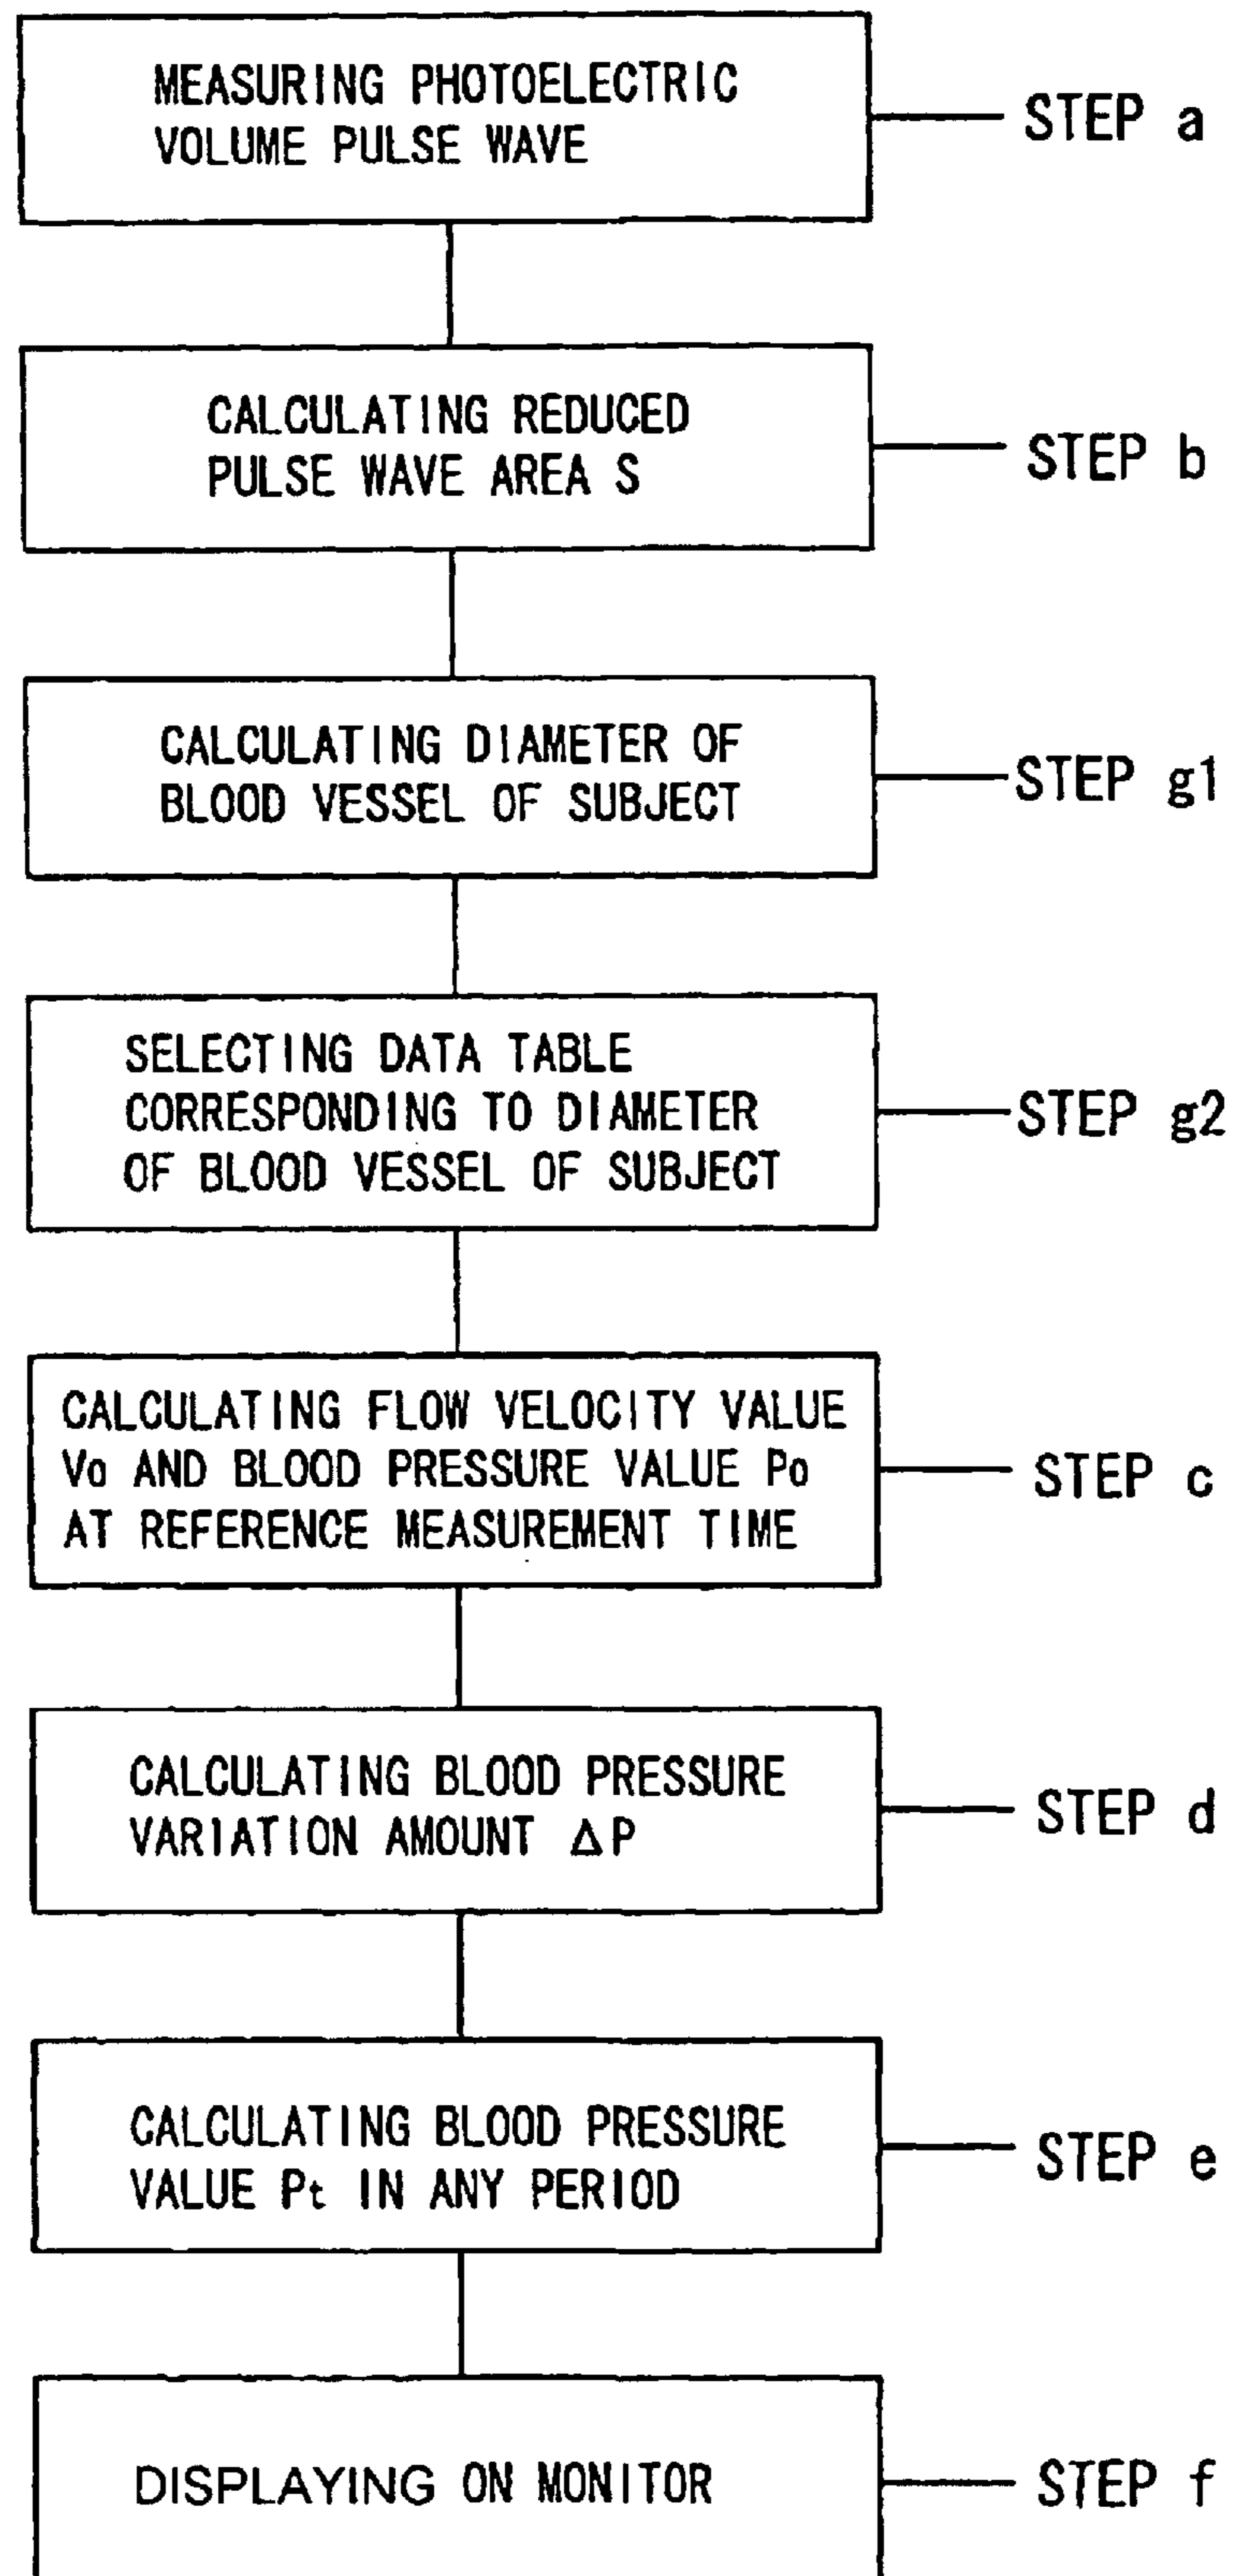 MEASURING PHOTOELECTRIC
VOLUME PULSE WAVE
STEP a
CALCULATING REDUCED
PULSE WAVE AREA S
STEP b
CALCULATING DIAMETER OF
BLOOD VESSEL OF SUBJECT
STEP g1
SELECTING DATA TABLE
CORRESPONDING TO DIAMETER
OF BLOOD VESSEL OF SUBJECT
STEP g2
CALCULATING FLOW VELOCITY VALUE
Vo AND BLOOD PRESSURE VALUE Po
AT REFERENCE MEASUREMENT TIME
STEP c
CALCULATING BLOOD PRESSURE
VARIATION AMOUNT ΔP
STEP d
CALCULATING BLOOD PRESSURE
VALUE Pt IN ANY PERIOD
STEP e
DISPLAYING ON MONITOR
STEP f